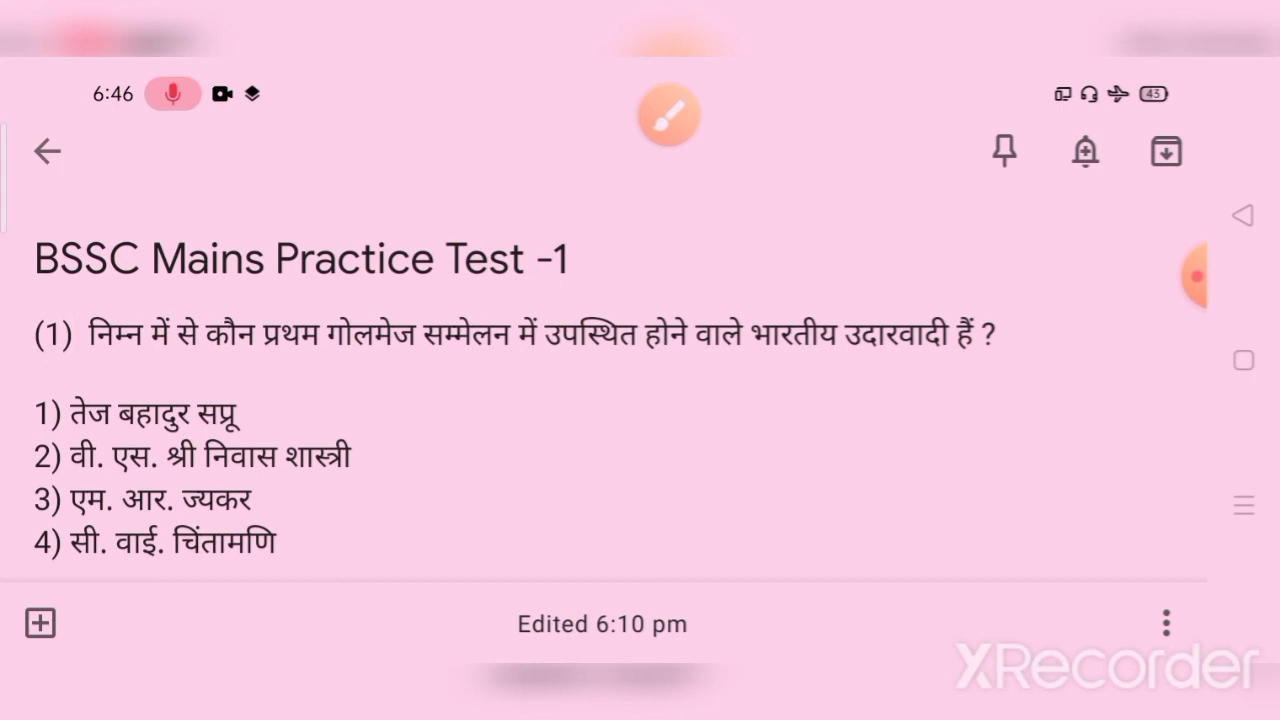 6:46
43
BSSC Mains Practice Test -1
(1) निम्न में से कौन प्रथम गोलमेज सम्मेलन में उपस्थित होने वाले भारतीय उदारवादी हैं ?
1) तेज बहादुर सप्रू
2) वी. एस. श्री निवास शास्त्री
3) एम. आर. ज्यकर
4) सी. वाई. चिंतामणि
Edited 6:10 pm
XRecorder